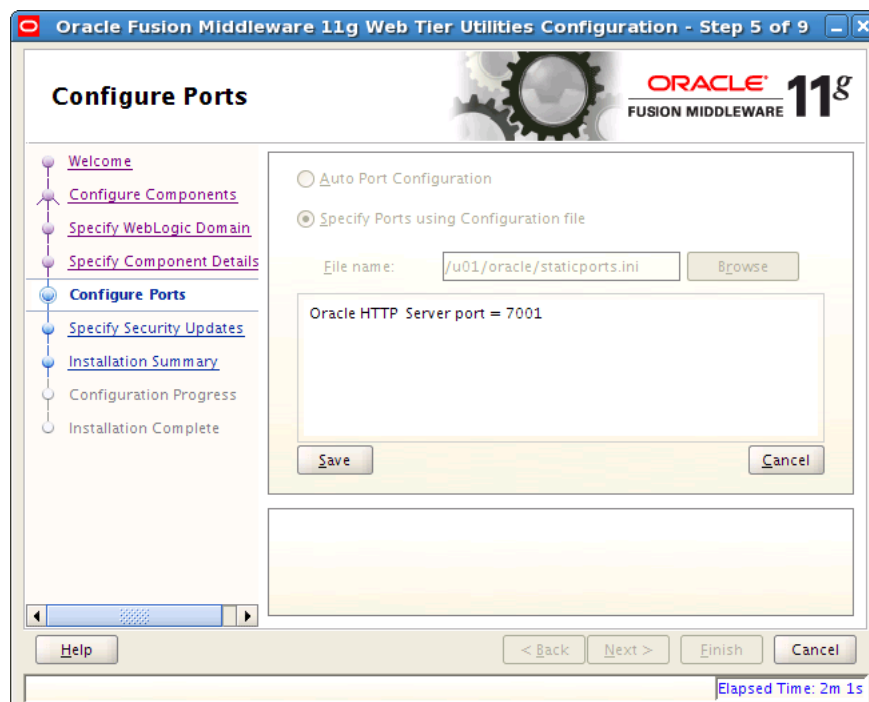 Oracle Fusion Middleware 11g Web Tier Utilities Configuration - Step 5 of 9
Configure Ports
ORACLE
FUSION MIDDLEWARE 11g
Welcome
Configure Components
Specify WebLogic Domain
Specify Component Details
Configure Ports
Specify Security Updates
Installation Summary
Configuration Progress
Installation Complete
Auto Port Configuration
Specify Ports using Configuration file
File name: /u01/oracle/staticports.ini Browse
Oracle HTTP Server port = 7001
Save Cancel
Help < Back Next > Finish Cancel
Elapsed Time: 2m 1s